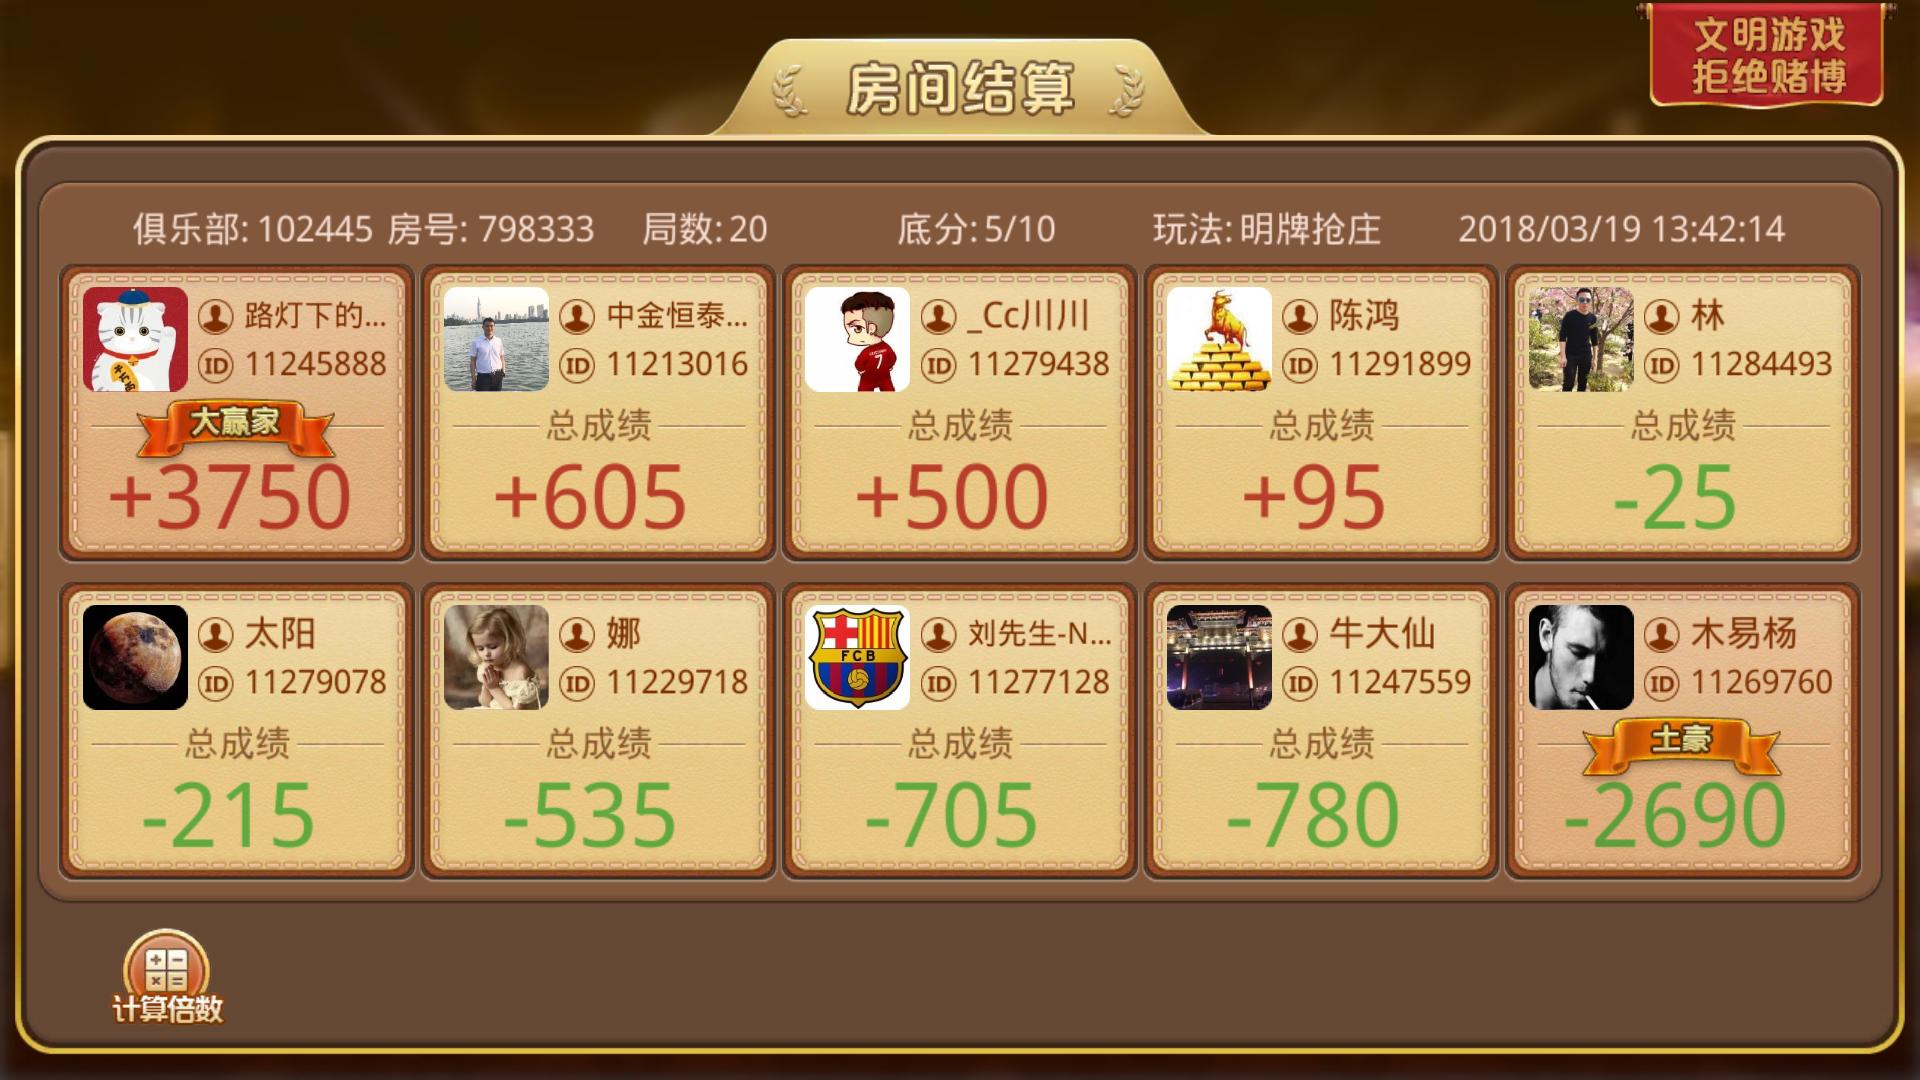 文明游戏
拒绝赌博
房间结算
俱乐部: 102445 房号: 798333 局数: 20 底分: 5/10 玩法: 明牌抢庄 2018/03/19 13:42:14
路灯下的...
ID 11245888
大赢家
+3750
中金恒泰...
ID 11213016
总成绩
+605
_Cc川川
ID 11279438
7
总成绩
+500
陈鸿
ID 11291899
总成绩
+95
林
ID 11284493
总成绩
-25
太阳
ID 11279078
总成绩
-215
娜
ID 11229718
总成绩
-535
刘先生-N...
ID 11277128
FCB
总成绩
-705
牛大仙
ID 11247559
总成绩
-780
木易杨
ID 11269760
土豪
-2690
计算倍数